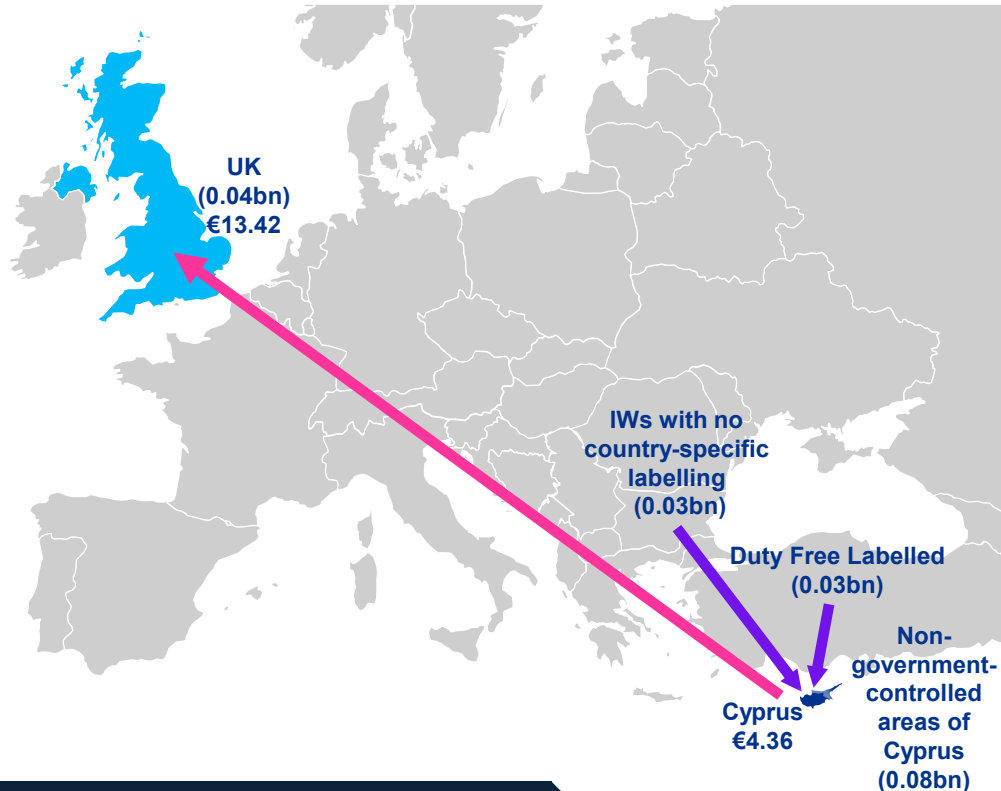 UK
(0.04bn)
€13.42
IWs with no
country-specific
labelling
(0.03bn)
Duty Free Labelled
(0.03bn)
Non-
government-
controlled
areas of
Cyprus
(0.08bn)
Cyprus
€4.36